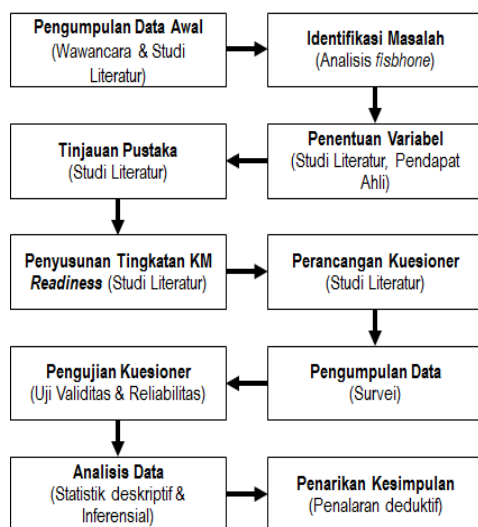 Pengumpulan Data Awal
(Wawancara & Studi
Literatur)
Identifikasi Masalah
(Analisis fisbhone)
Penentuan Variabel
(Studi Literatur, Pendapat
Ahli)
Tinjauan Pustaka
(Studi Literatur)
Penyusunan Tingkatan KM
Readiness (Studi Literatur)
Perancangan Kuesioner
(Studi Literatur)
Pengumpulan Data
(Survei)
Pengujian Kuesioner
(Uji Validitas & Reliabilitas)
Analisis Data
(Statistik deskriptif &
Inferensial)
Penarikan Kesimpulan
(Penalaran deduktif)